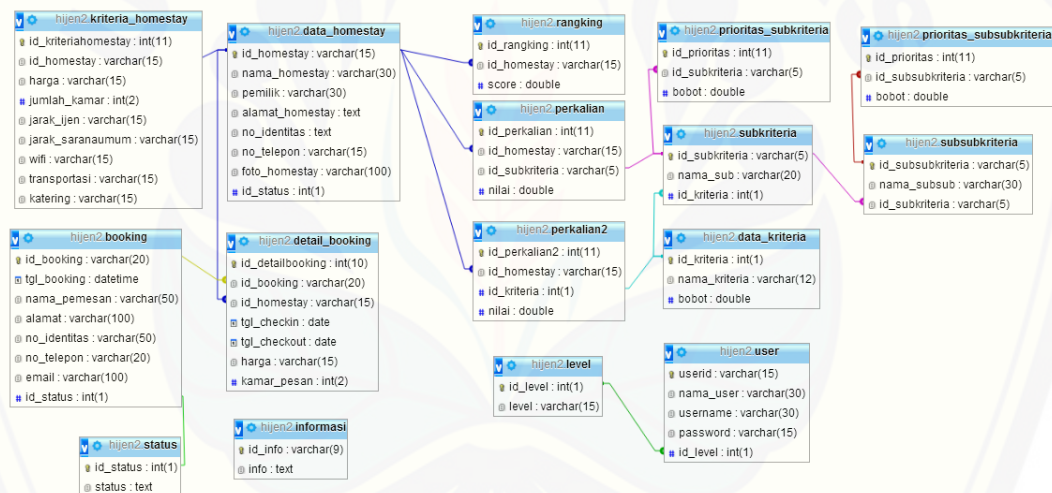 hijen2.kriteria_homestay
id_kriteriahomestay : int(11)
id_homestay : varchar(15)
harga : varchar(15)
jumlah_kamar : int(2)
jarak_ijen : varchar(15)
jarak_saranaumum : varchar(15)
wifi : varchar(15)
transportasi : varchar(15)
katering : varchar(15)
hijen2.data_homestay
id_homestay : varchar(15)
nama_homestay : varchar(30)
pemilik : varchar(30)
alamat_homestay : text
no_identitas : text
no_telepon : varchar(15)
foto_homestay : varchar(100)
id_status : int(1)
hijen2.rangking
id_rangking : int(11)
id_homestay : varchar(15)
score : double
hijen2.prioritas_subkriteria
id_prioritas : int(11)
id_subkriteria : varchar(5)
bobot : double
hijen2.prioritas_subsubkriteria
id_prioritas : int(11)
id_subsubkriteria : varchar(5)
bobot : double
hijen2.perkalian
id_perkalian : int(11)
id_homestay : varchar(15)
id_subkriteria : varchar(5)
nilai : double
hijen2.subkriteria
id_subkriteria : varchar(5)
nama_sub : varchar(20)
id_kriteria : int(1)
hijen2.subsubkriteria
id_subsubkriteria : varchar(5)
nama_subsub : varchar(30)
id_subkriteria : varchar(5)
hijen2.booking
id_booking : varchar(20)
tgl_booking : datetime
nama_pemesan : varchar(50)
alamat : varchar(100)
no_identitas : varchar(50)
no_telepon : varchar(20)
email : varchar(100)
id_status : int(1)
hijen2.detail_booking
id_detailbooking : int(10)
id_booking : varchar(20)
id_homestay : varchar(15)
tgl_checkin : date
tgl_checkout : date
harga : varchar(15)
kamar_pesan : int(2)
hijen2.perkalian2
id_perkalian2 : int(11)
id_homestay : varchar(15)
id_kriteria : int(1)
nilai : double
hijen2.data_kriteria
id_kriteria : int(1)
nama_kriteria : varchar(12)
bobot : double
hijen2.level
id_level : int(1)
level : varchar(15)
hijen2.user
userid : varchar(15)
nama_user : varchar(30)
username : varchar(30)
password : varchar(15)
id_level : int(1)
hijen2.status
id_status : int(1)
status : text
hijen2.informasi
id_info : varchar(9)
info : text